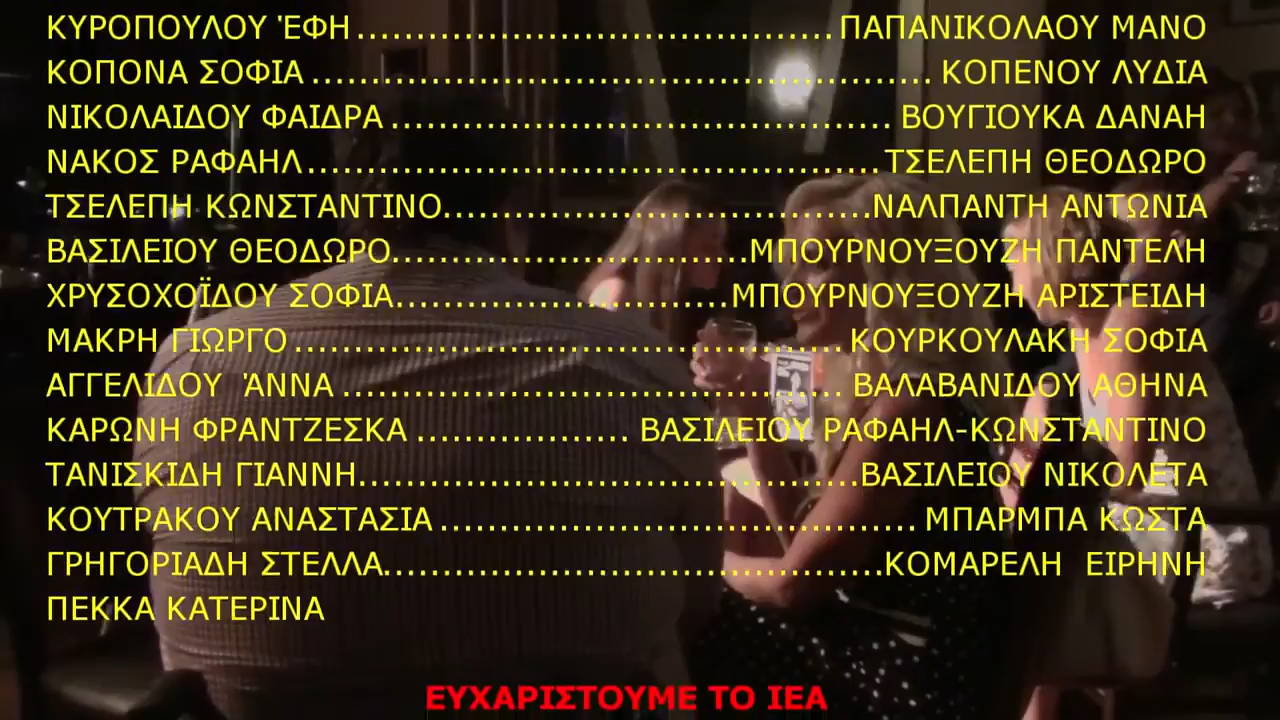 ΚΥΡΟΠΟΥΛΟΥ ΈΦΗ........................................ΠΑΠΑΝΙΚΟΛΑΟΥ ΜΑΝΟ
ΚΟΠΟΝΑ ΣΟΦΙΑ .................................................... ΚΟΠΕΝΟΥ ΛΥΔΙΑ
ΝΙΚΟΛΑΙΔΟΥ ΦΑΙΔΡΑ .......................................... ΒΟΥΓΙΟΥΚΑ ΔΑΝΑΗ
ΝΑΚΟΣ ΡΑΦΑΗΛ................................................ΤΣΕΛΕΠΗ ΘΕΟΔΩΡΟ
ΤΣΕΛΕΠΗ ΚΩΝΣΤΑΝΤΙΝΟ....................................ΝΑΛΠΑΝΤΗ ΑΝΤΩΝΙΑ
ΒΑΣΙΛΕΙΟΥ ΘΕΟΔΩΡΟ..............................ΜΠΟΥΡΝΟΥΞΟΥΖΗ ΠΑΝΤΕΛΗ
ΧΡΥΣΟΧΟΪΔΟΥ ΣΟΦΙΑ............................ΜΠΟΥΡΝΟΥΞΟΥΖΗ ΑΡΙΣΤΕΙΔΗ
ΜΑΚΡΗ ΓΙΩΡΓΟ .............................................. ΚΟΥΡΚΟΥΛΑΚΗ ΣΟΦΙΑ
ΑΓΓΕΛΙΔΟΥ ΆΝΝΑ .......................................... ΒΑΛΑΒΑΝΙΔΟΥ ΑΘΗΝΑ
ΚΑΡΩΝΗ ΦΡΑΝΤΖΕΣΚΑ .................. ΒΑΣΙΛΕΙΟΥ ΡΑΦΑΗΛ-ΚΩΝΣΤΑΝΤΙΝΟ
ΤΑΝΙΣΚΙΔΗ ΓΙΑΝΝΗ..........................................ΒΑΣΙΛΕΙΟΥ ΝΙΚΟΛΕΤΑ
ΚΟΥΤΡΑΚΟΥ ΑΝΑΣΤΑΣΙΑ ........................................ ΜΠΑΡΜΠΑ ΚΩΣΤΑ
ΓΡΗΓΟΡΙΑΔΗ ΣΤΕΛΛΑ..........................................ΚΟΜΑΡΕΛΗ ΕΙΡΗΝΗ
ΠΕΚΚΑ ΚΑΤΕΡΙΝΑ
ΕΥΧΑΡΙΣΤΟΥΜΕ ΤΟ ΙΕΑ